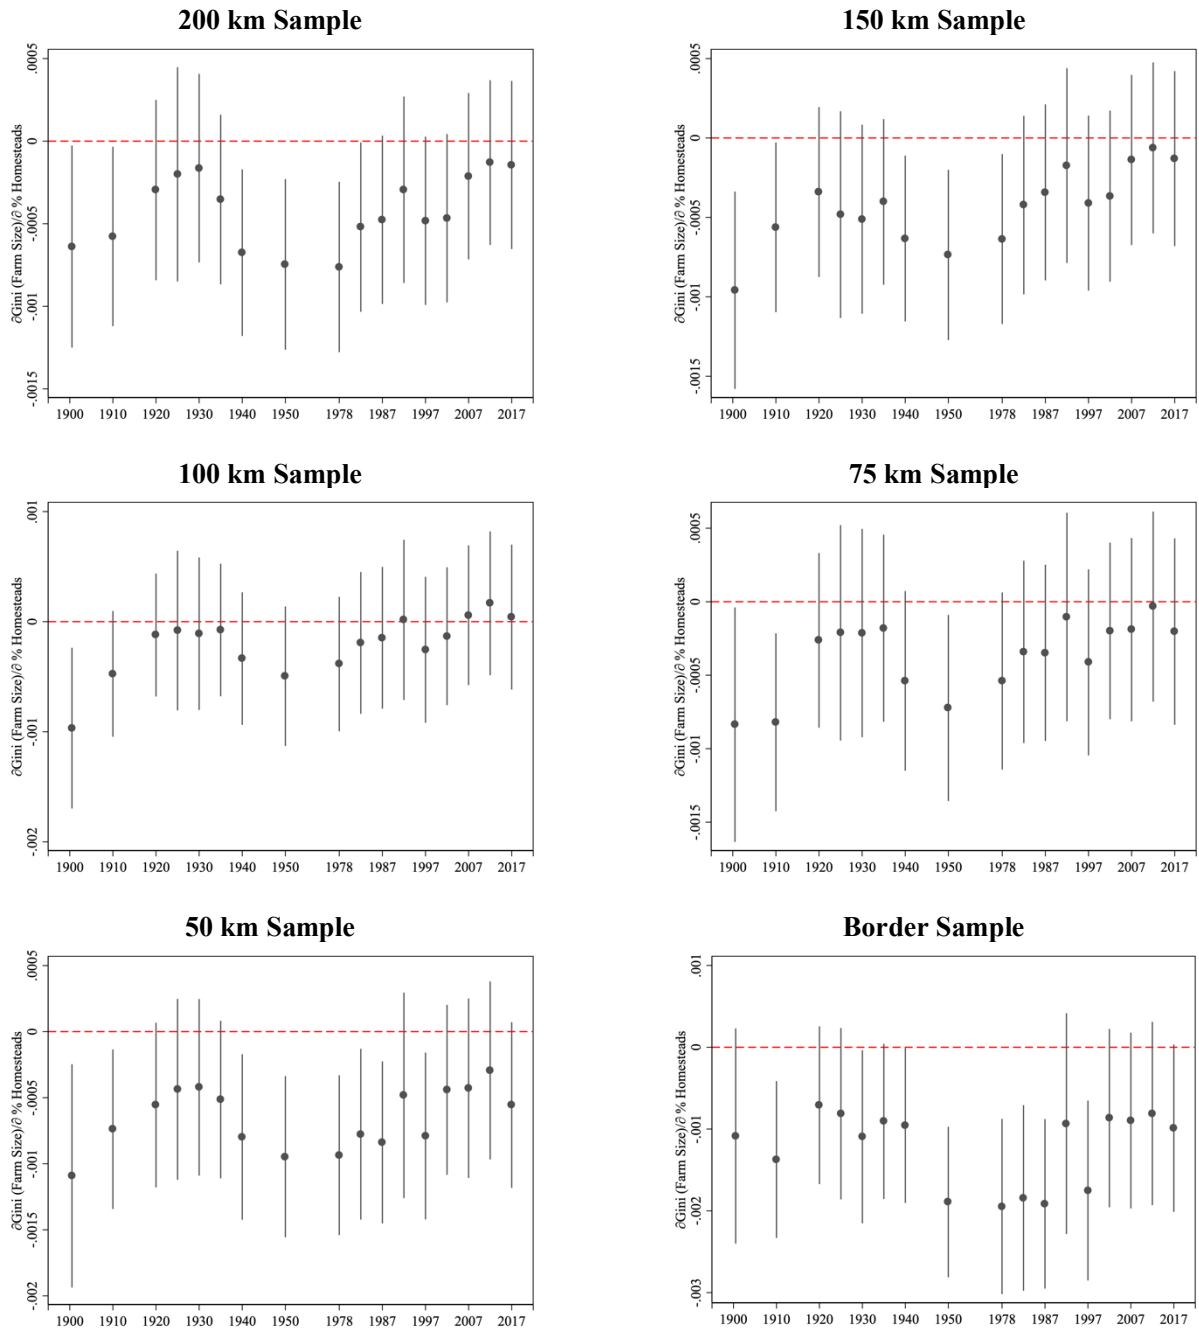 200 km Sample
∂Gini (Farm Size)/∂ % Homesteads
.0005
0
-.0005
-.001
-.0015
1900 1910 1920 1930 1940 1950 1978 1987 1997 2007 2017
150 km Sample
∂Gini (Farm Size)/∂ % Homesteads
.0005
0
-.0005
-.001
-.0015
1900 1910 1920 1930 1940 1950 1978 1987 1997 2007 2017
100 km Sample
∂Gini (Farm Size)/∂ % Homesteads
.001
0
-.001
-.002
1900 1910 1920 1930 1940 1950 1978 1987 1997 2007 2017
75 km Sample
∂Gini (Farm Size)/∂ % Homesteads
.0005
0
-.0005
-.001
-.0015
1900 1910 1920 1930 1940 1950 1978 1987 1997 2007 2017
50 km Sample
∂Gini (Farm Size)/∂ % Homesteads
.0005
0
-.0005
-.001
-.0015
-.002
1900 1910 1920 1930 1940 1950 1978 1987 1997 2007 2017
Border Sample
∂Gini (Farm Size)/∂ % Homesteads
.001
0
-.001
-.002
-.003
1900 1910 1920 1930 1940 1950 1978 1987 1997 2007 2017